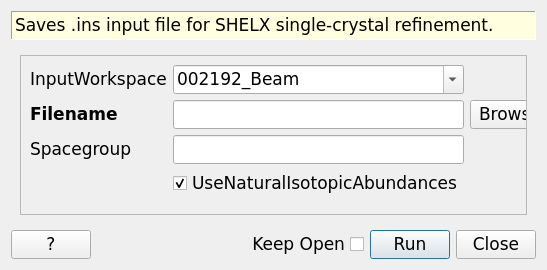 Saves .ins input file for SHELX single-crystal refinement.
InputWorkspace 002192_Beam
Filename Brows
Spacegroup
UseNaturalIsotopicAbundances
? Keep Open Run Close